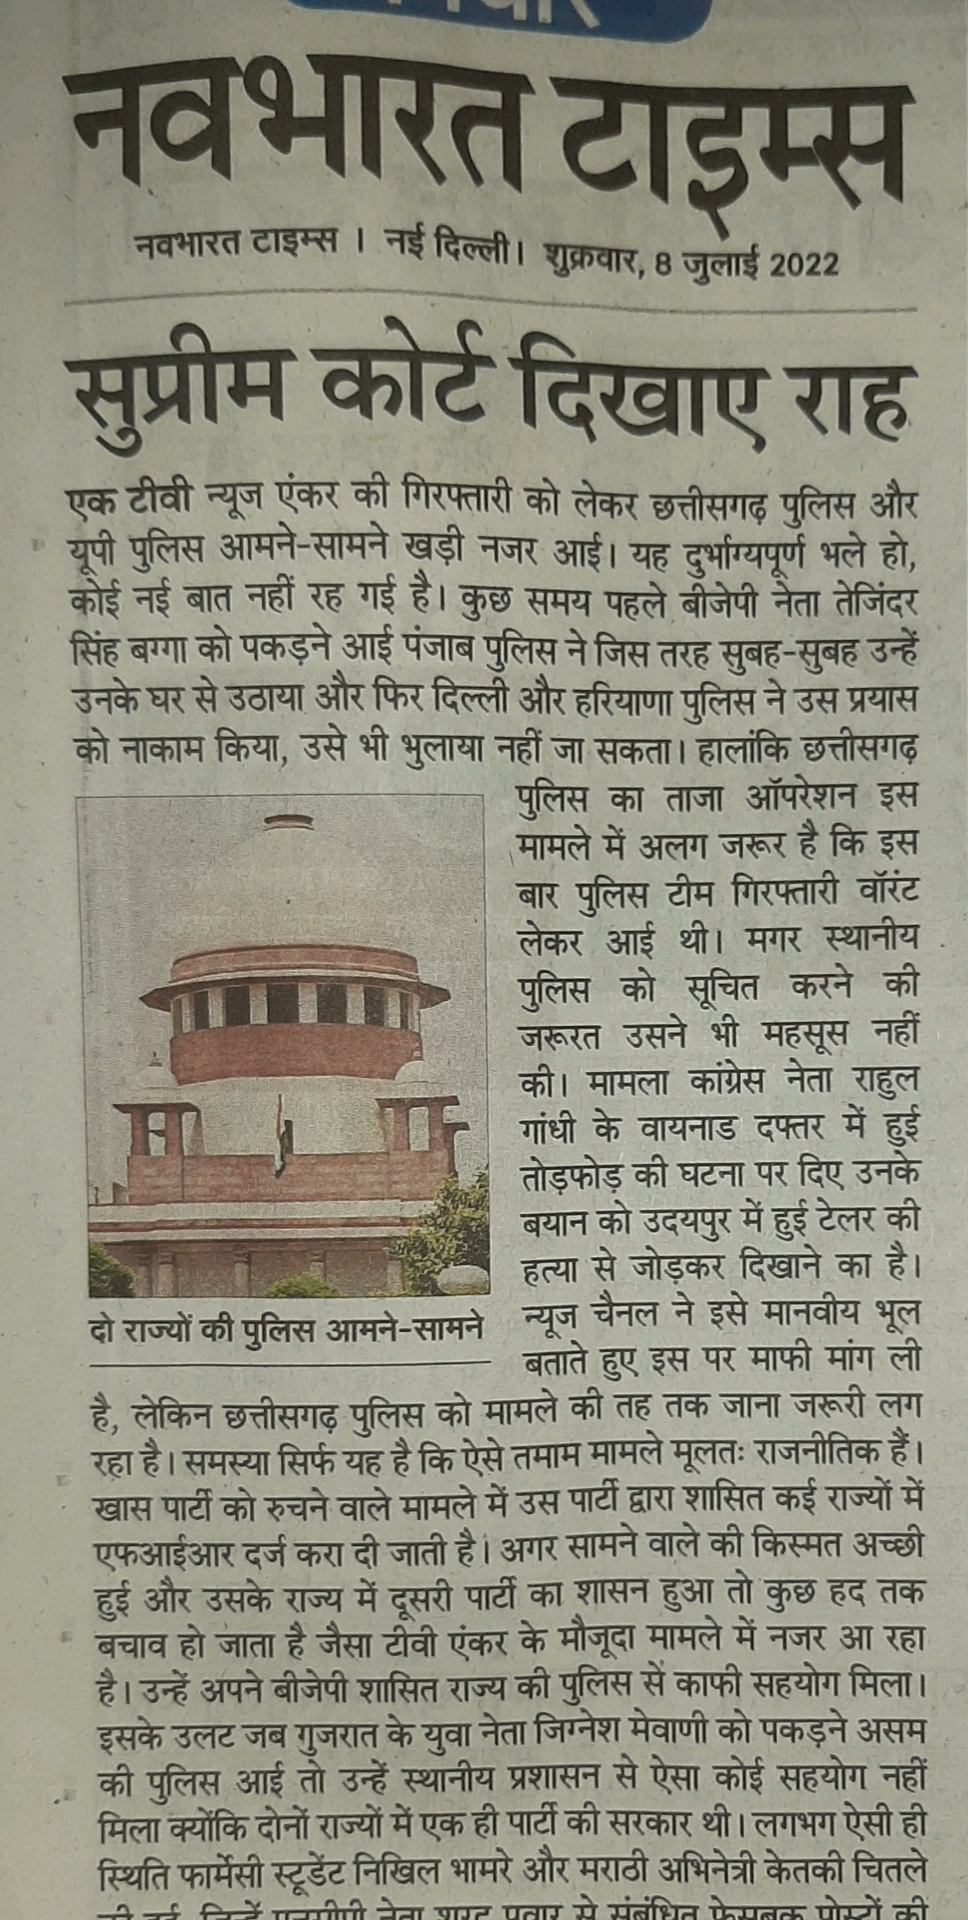 नवभारत टाइम्स
नवभारत टाइम्स । नई दिल्ली। शुक्रवार, 8 जुलाई 2022
सुप्रीम कोर्ट दिखाए राह
एक टीवी न्यूज एंकर की गिरफ्तारी को लेकर छत्तीसगढ़ पुलिस और
यूपी पुलिस आमने-सामने खड़ी नजर आई। यह दुर्भाग्यपूर्ण भले हो,
कोई नई बात नहीं रह गई है। कुछ समय पहले बीजेपी नेता तेजिंदर
सिंह बग्गा को पकड़ने आई पंजाब पुलिस ने जिस तरह सुबह-सुबह उन्हें
उनके घर से उठाया और फिर दिल्ली और हरियाणा पुलिस ने उस प्रयास
को नाकाम किया, उसे भी भुलाया नहीं जा सकता। हालांकि छत्तीसगढ़
पुलिस का ताजा ऑपरेशन इस
मामले में अलग जरूर है कि इस
बार पुलिस टीम गिरफ्तारी वॉरंट
लेकर आई थी। मगर स्थानीय
पुलिस को सूचित करने की
जरूरत उसने भी महसूस नहीं
की। मामला कांग्रेस नेता राहुल
गांधी के वायनाड दफ्तर में हुई
तोड़फोड़ की घटना पर दिए उनके
बयान को उदयपुर में हुई टेलर की
हत्या से जोड़कर दिखाने का है।
न्यूज चैनल ने इसे मानवीय भूल
बताते हुए इस पर माफी मांग ली
दो राज्यों की पुलिस आमने-सामने
है, लेकिन छत्तीसगढ़ पुलिस को मामले की तह तक जाना जरूरी लग
रहा है। समस्या सिर्फ यह है कि ऐसे तमाम मामले मूलतः राजनीतिक हैं।
खास पार्टी को रुचने वाले मामले में उस पार्टी द्वारा शासित कई राज्यों में
एफआईआर दर्ज करा दी जाती है। अगर सामने वाले की किस्मत अच्छी
हुई और उसके राज्य में दूसरी पार्टी का शासन हुआ तो कुछ हद तक
बचाव हो जाता है जैसा टीवी एंकर के मौजूदा मामले में नजर आ रहा
है। उन्हें अपने बीजेपी शासित राज्य की पुलिस से काफी सहयोग मिला।
इसके उलट जब गुजरात के युवा नेता जिग्नेश मेवाणी को पकड़ने असम
की पुलिस आई तो उन्हें स्थानीय प्रशासन से ऐसा कोई सहयोग नहीं
मिला क्योंकि दोनों राज्यों में एक ही पार्टी की सरकार थी। लगभग ऐसी ही
स्थिति फार्मेसी स्टूडेंट निखिल भामरे और मराठी अभिनेत्री केतकी चितले
की हुई, जिन्हें एनसीपी नेता शरद पवार से संबंधित फेसबुक पोस्टों की